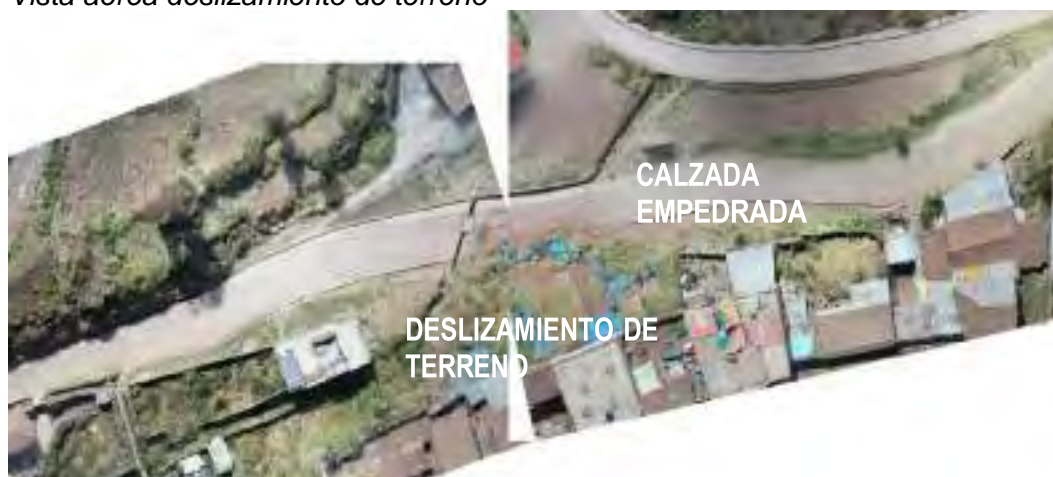 Vista aérea deslizamiento de terreno
CALZADA
EMPEDRADA
DESLIZAMIENTO DE
TERRENO